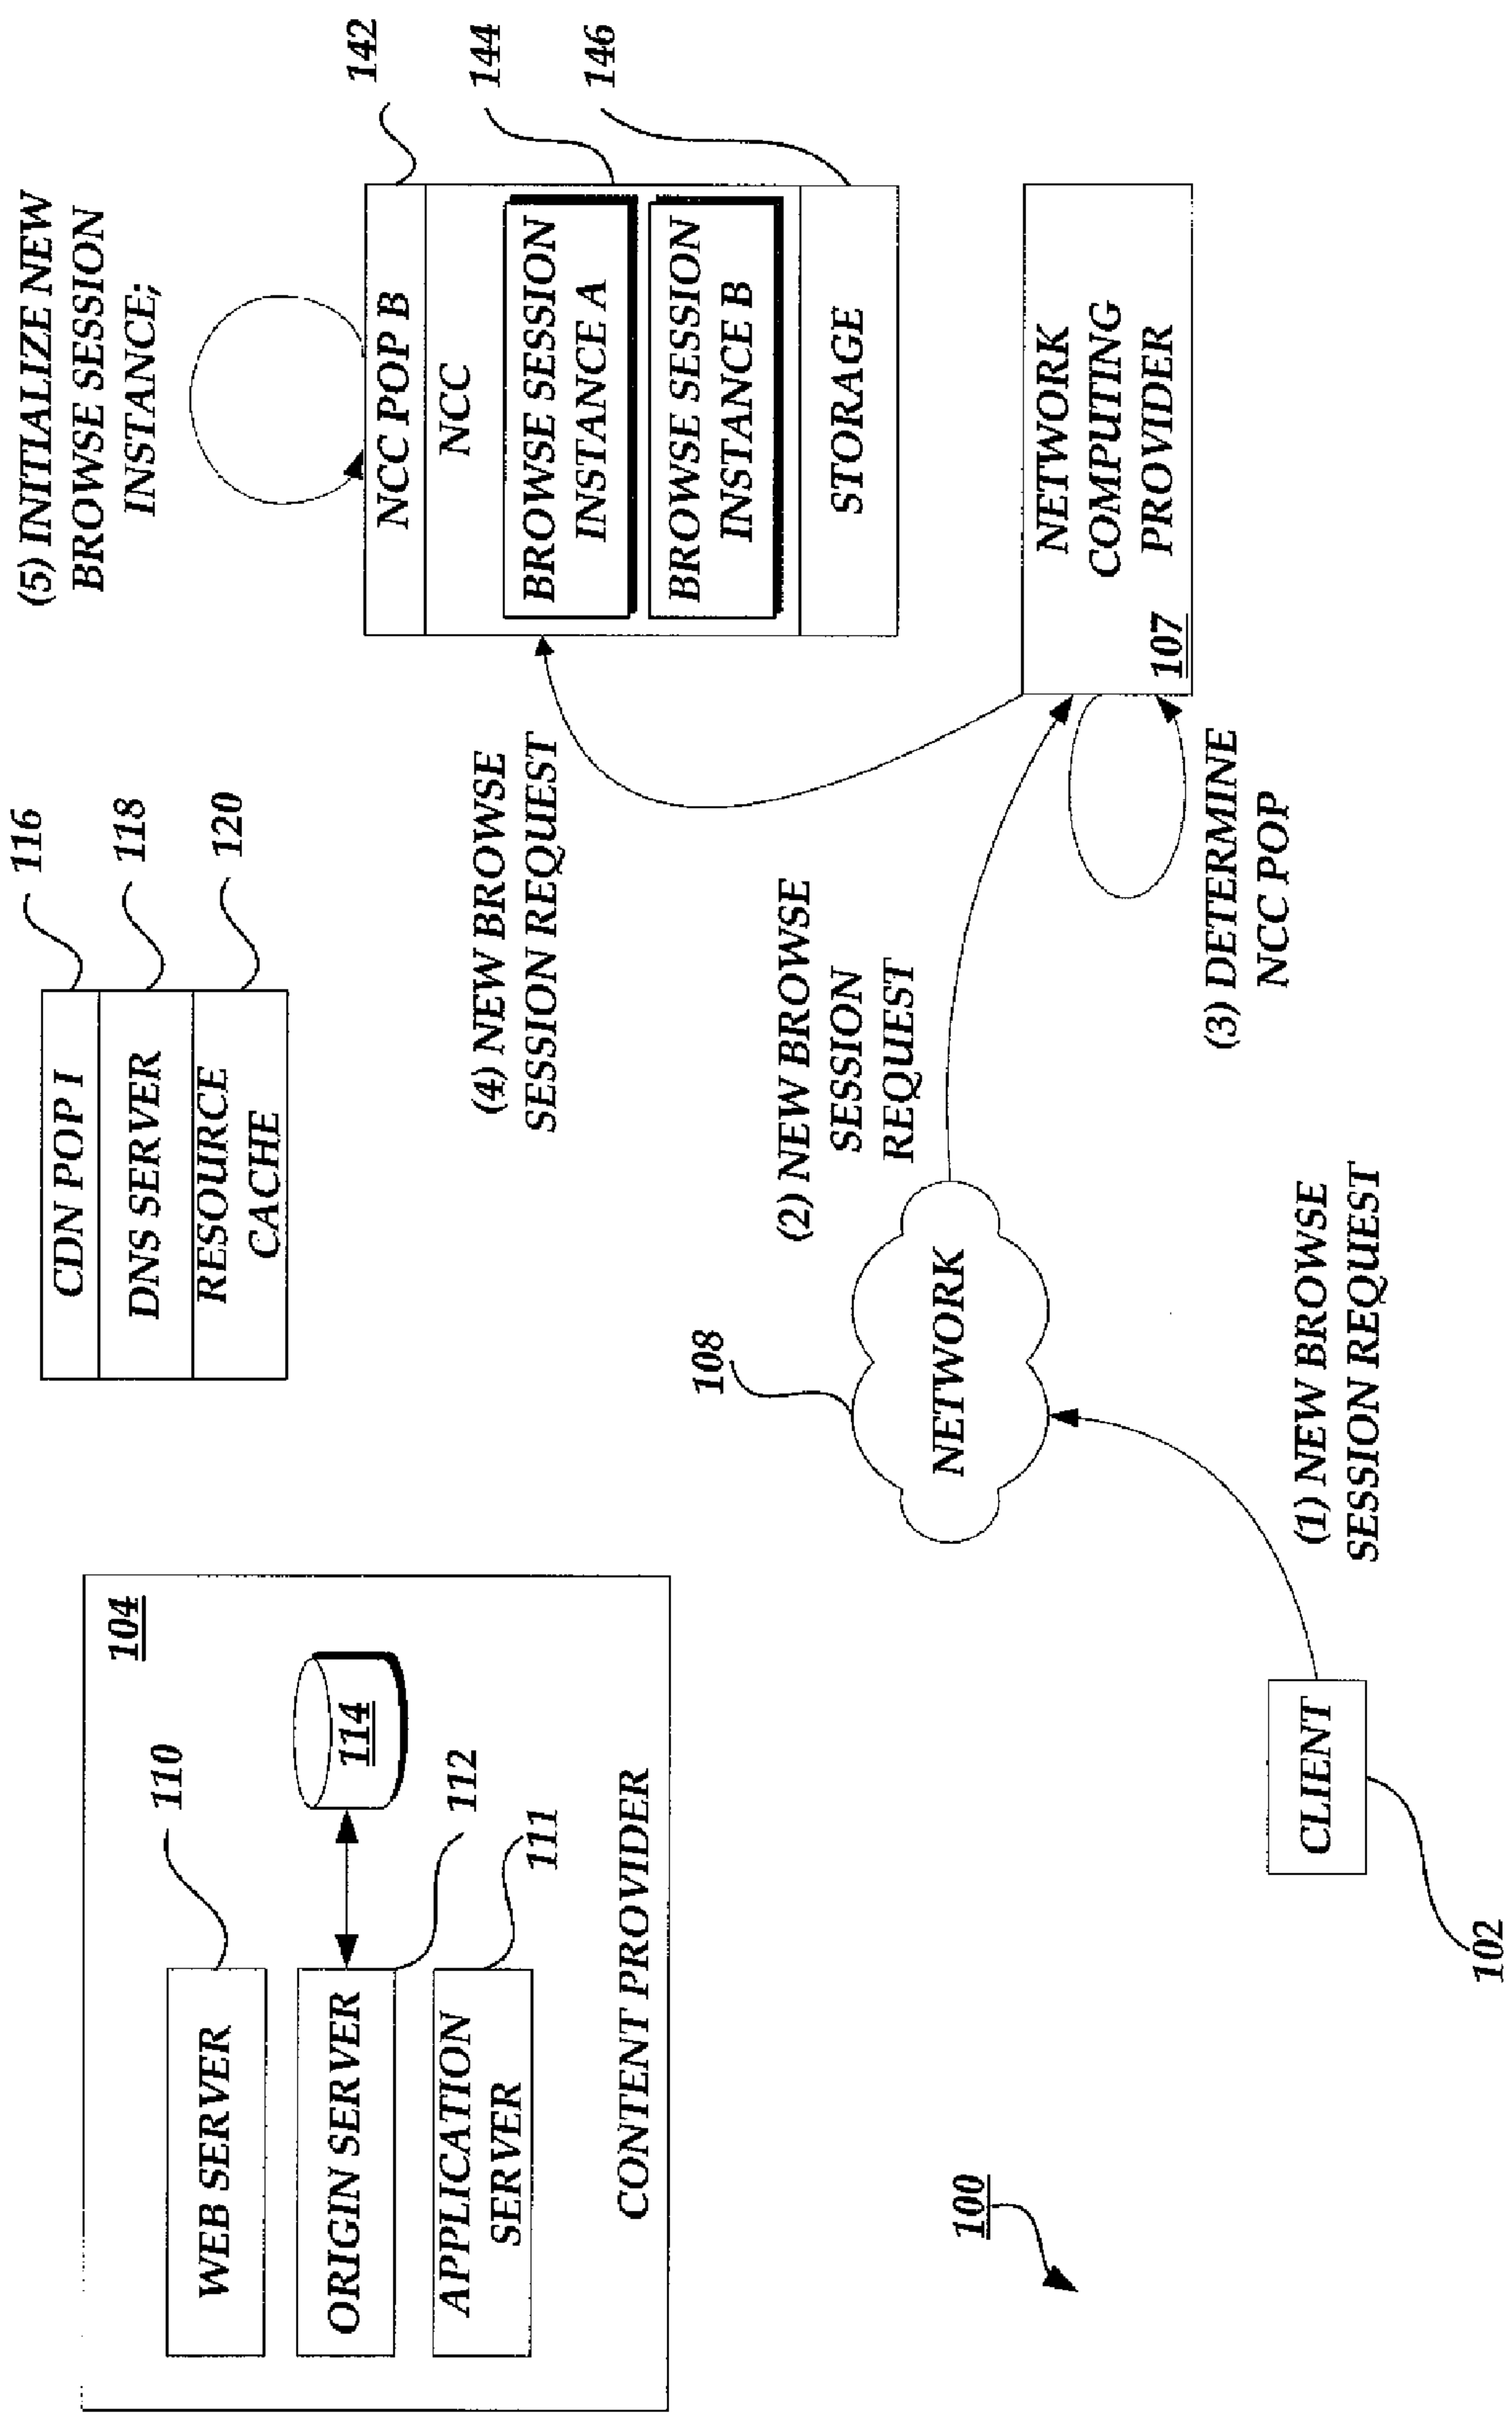 104
WEB SERVER
110
ORIGIN SERVER
114
112
APPLICATION
SERVER
111
CONTENT PROVIDER
CDN POP I
116
DNS SERVER
118
RESOURCE
CACHE
120
(5) INITIALIZE NEW
BROWSE SESSION
INSTANCE;
NCC POP B
142
NCC
144
BROWSE SESSION
INSTANCE A
BROWSE SESSION
INSTANCE B
STORAGE
146
(4) NEW BROWSE
SESSION REQUEST
108
NETWORK
(2) NEW BROWSE
SESSION
REQUEST
NETWORK
COMPUTING
PROVIDER
107
(3) DETERMINE
NCC POP
(1) NEW BROWSE
SESSION REQUEST
CLIENT
102
100